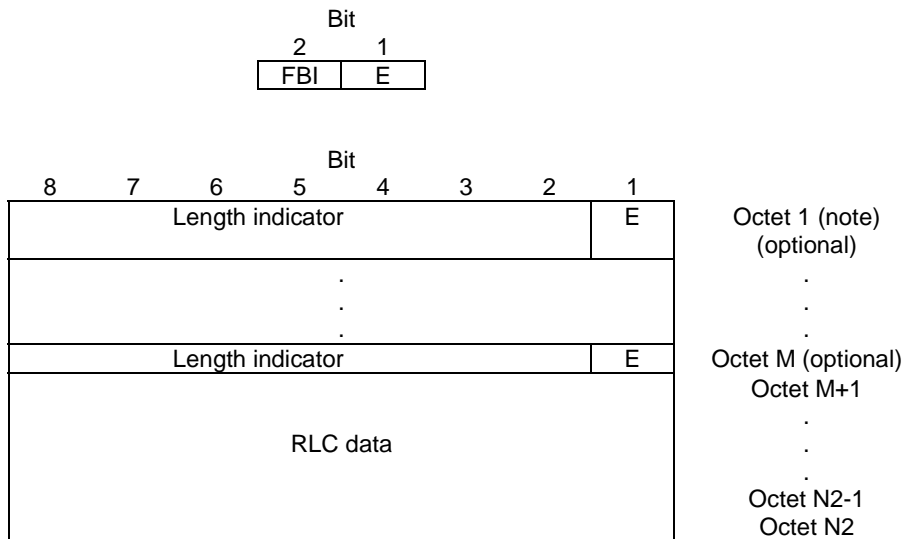 Bit
2 1
FBI E
Bit
8 7 6 5 4 3 2 1
Length indicator E Octet 1 (note)
(optional)
. .
. .
. .
Length indicator E Octet M (optional)
Octet M+1
.
RLC data .
.
Octet N2-1
Octet N2